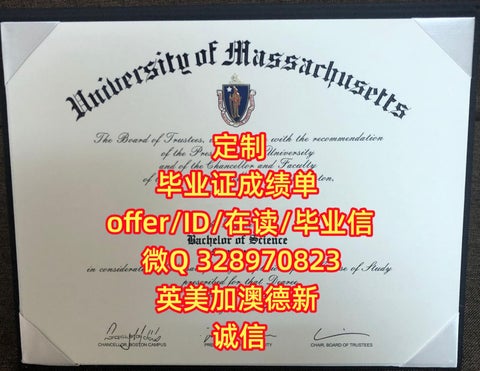 University of Massachusetts
The Board of Trustees, with the recommendation
of the University
and of the Chancellor and Faculty
定制
毕业证成绩单
offer/ID/在读/毕业信
Bachelor of Science
微Q 328970823
in of Study
prescribed for that Degree
英美加澳德新
诚信
CHANCELLOR, BOSTON CAMPUS
CHAIR, BOARD OF TRUSTEES